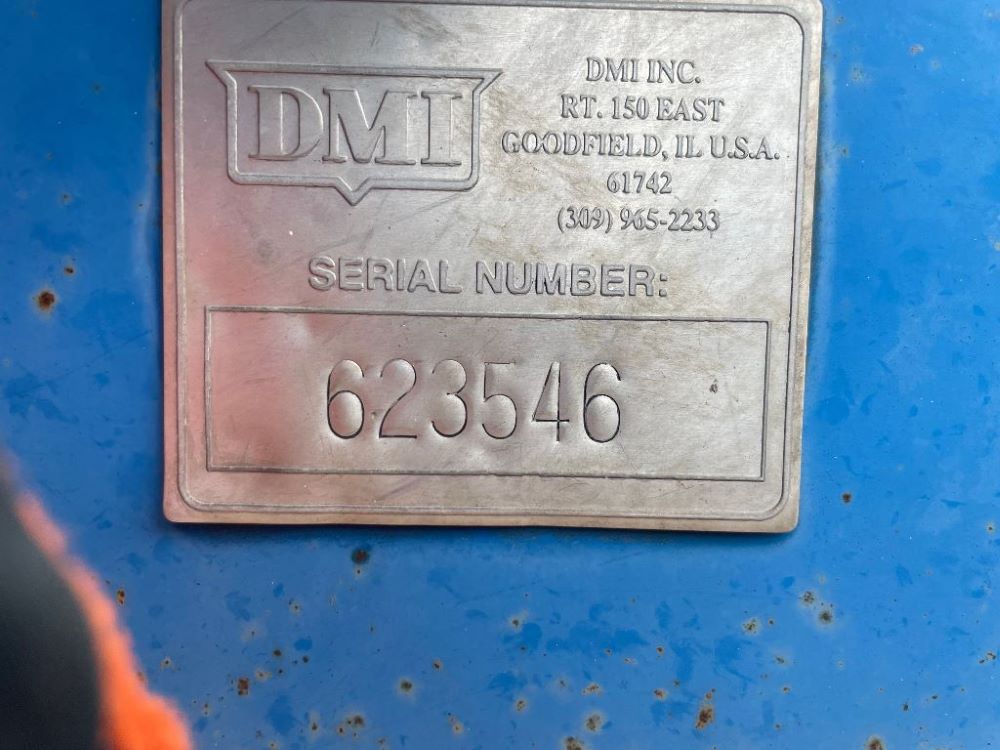 DMI
DMI INC.
RT. 150 EAST
GOODFIELD, IL U.S.A.
61742
(309) 965-2233
SERIAL NUMBER:
623546